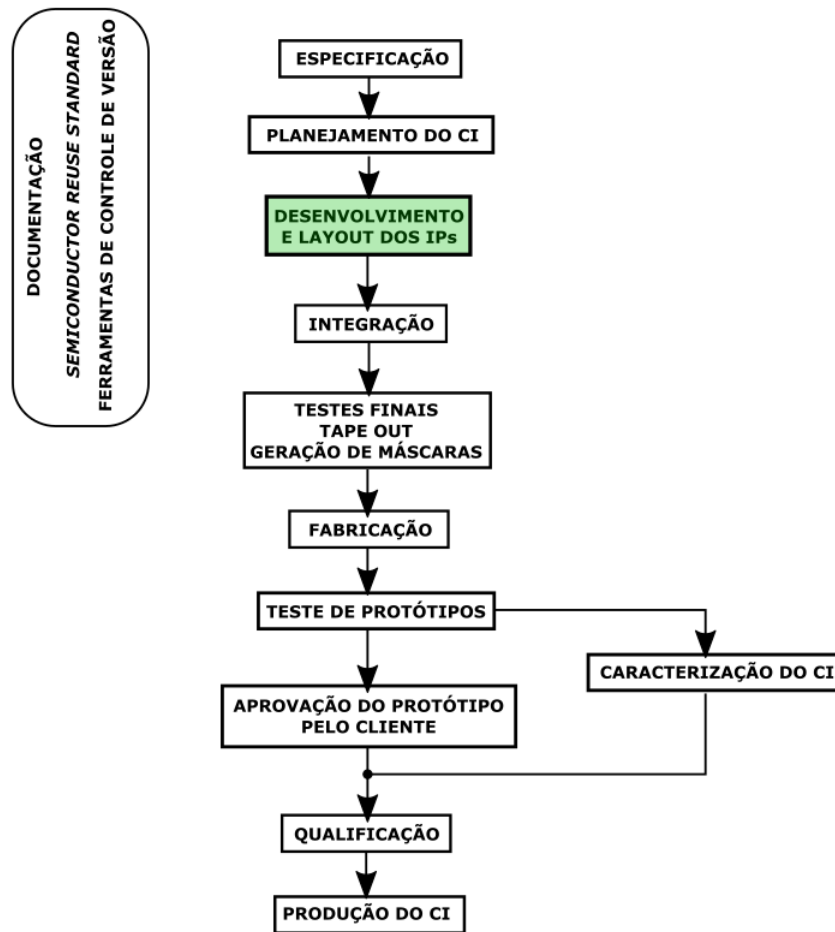 DOCUMENTAÇÃO
SEMICONDUCTOR REUSE STANDARD
FERRAMENTAS DE CONTROLE DE VERSÃO
ESPECIFICAÇÃO
PLANEJAMENTO DO CI
DESENVOLVIMENTO
E LAYOUT DOS IPs
INTEGRAÇÃO
TESTES FINAIS
TAPE OUT
GERAÇÃO DE MÁSCARAS
FABRICAÇÃO
TESTE DE PROTÓTIPOS
CARACTERIZAÇÃO DO CI
APROVAÇÃO DO PROTÓTIPO
PELO CLIENTE
QUALIFICAÇÃO
PRODUÇÃO DO CI